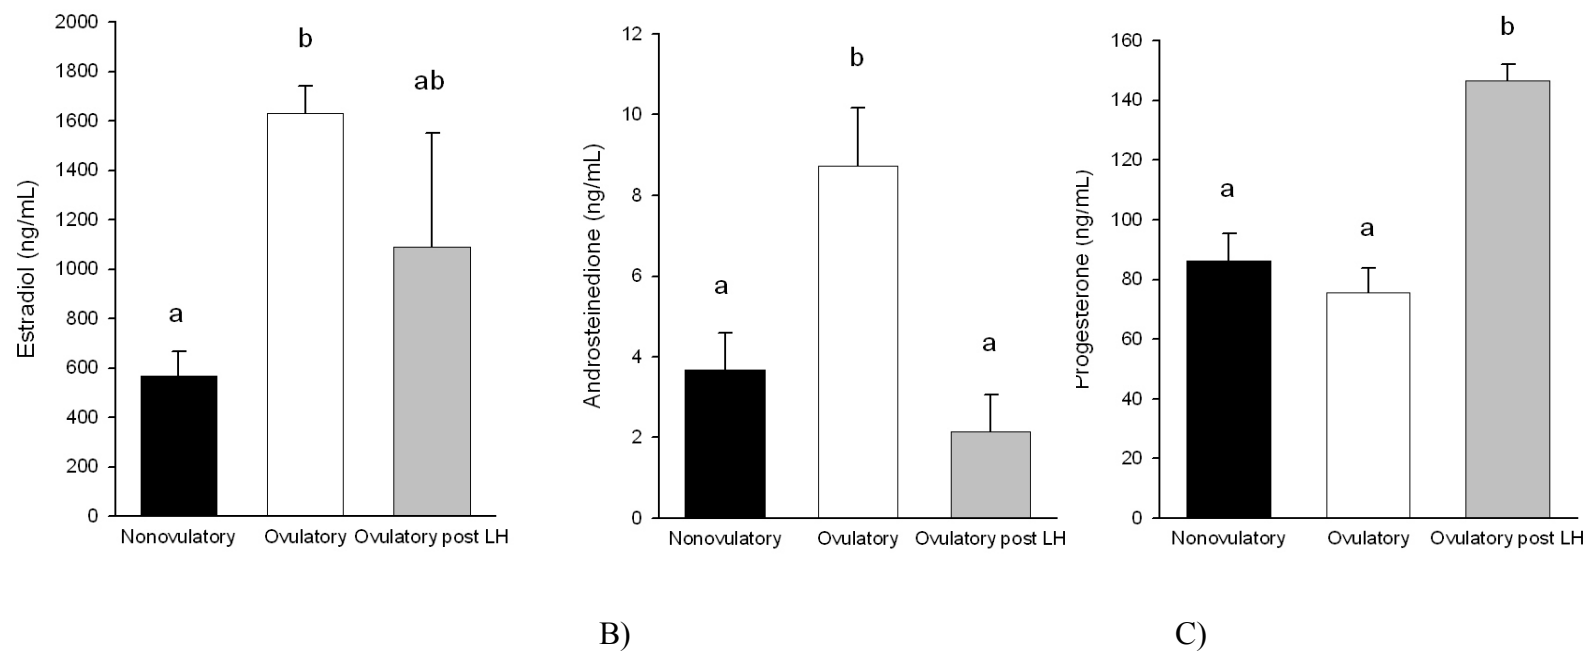 Estradiol (ng/mL)
2000
1800
1600
1400
1200
1000
800
600
400
200
0
a
b
ab
Nonovulatory Ovulatory Ovulatory post LH
Androsteinedione (ng/mL)
12
10
8
6
4
2
0
a
b
a
Nonovulatory Ovulatory Ovulatory post LH
Progesterone (ng/mL)
160
140
120
100
80
60
40
20
0
a
a
b
Nonovulatory Ovulatory Ovulatory post LH
B)
C)